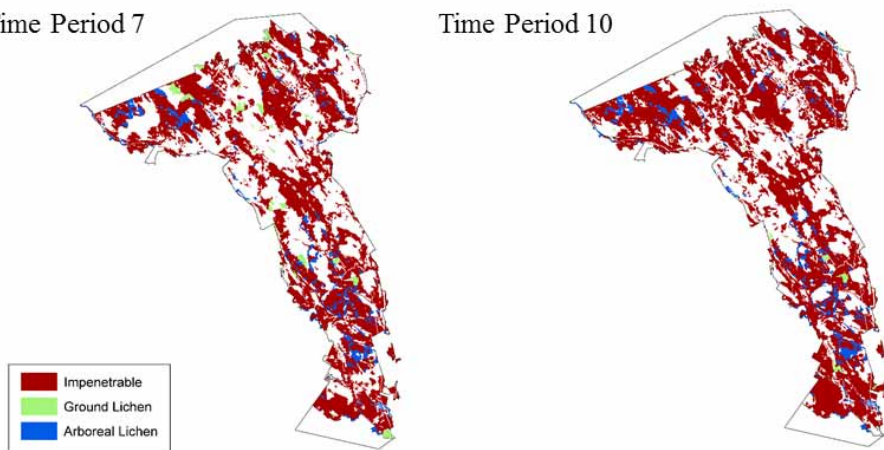 ime Period 7
Time Period 10
Impenetrable
Ground Lichen
Arboreal Lichen